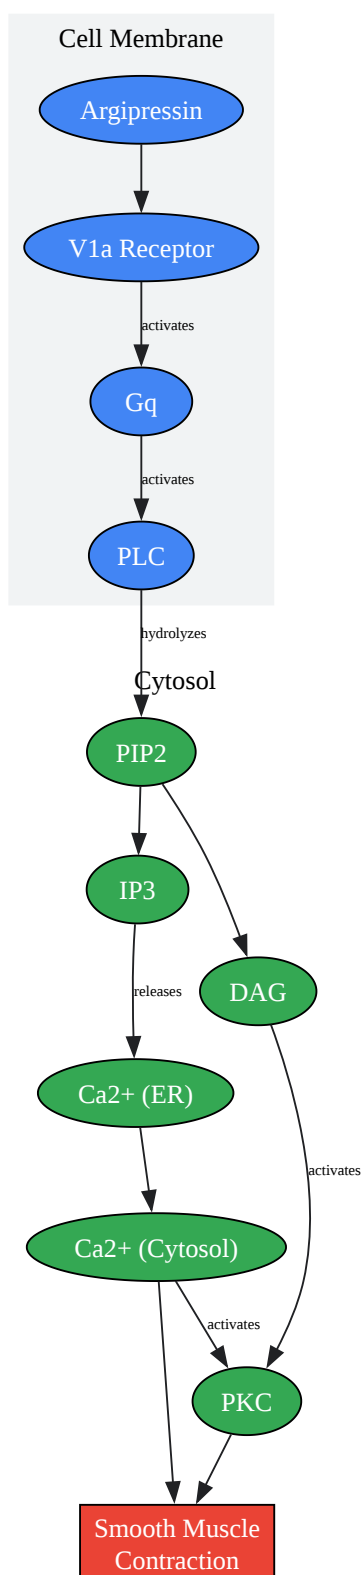 Cell Membrane
Argipressin
V1a Receptor
activates
Gq
activates
PLC
hydrolyzes
Cytosol
PIP2
IP3
releases
DAG
Ca2+ (ER)
activates
Ca2+ (Cytosol)
activates
PKC
Smooth Muscle
Contraction